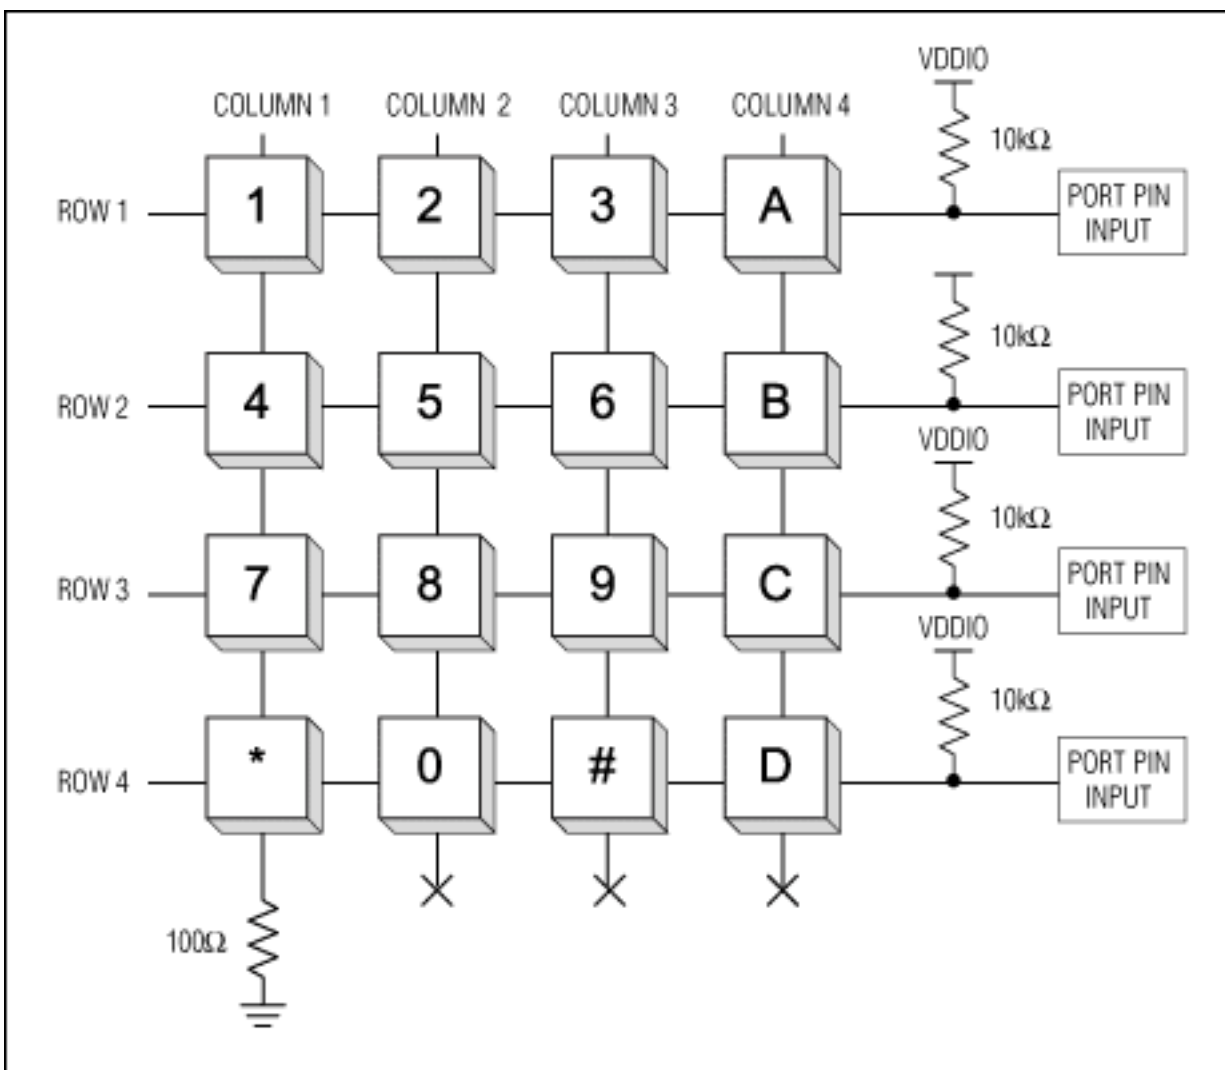 VDDIO
COLUMN 1 COLUMN 2 COLUMN 3 COLUMN 4
10kΩ
ROW 1 1 2 3 A PORT PIN INPUT
10kΩ
ROW 2 4 5 6 B PORT PIN INPUT
VDDIO
10kΩ
ROW 3 7 8 9 C PORT PIN INPUT
VDDIO
10kΩ
ROW 4 * 0 # D PORT PIN INPUT
100Ω